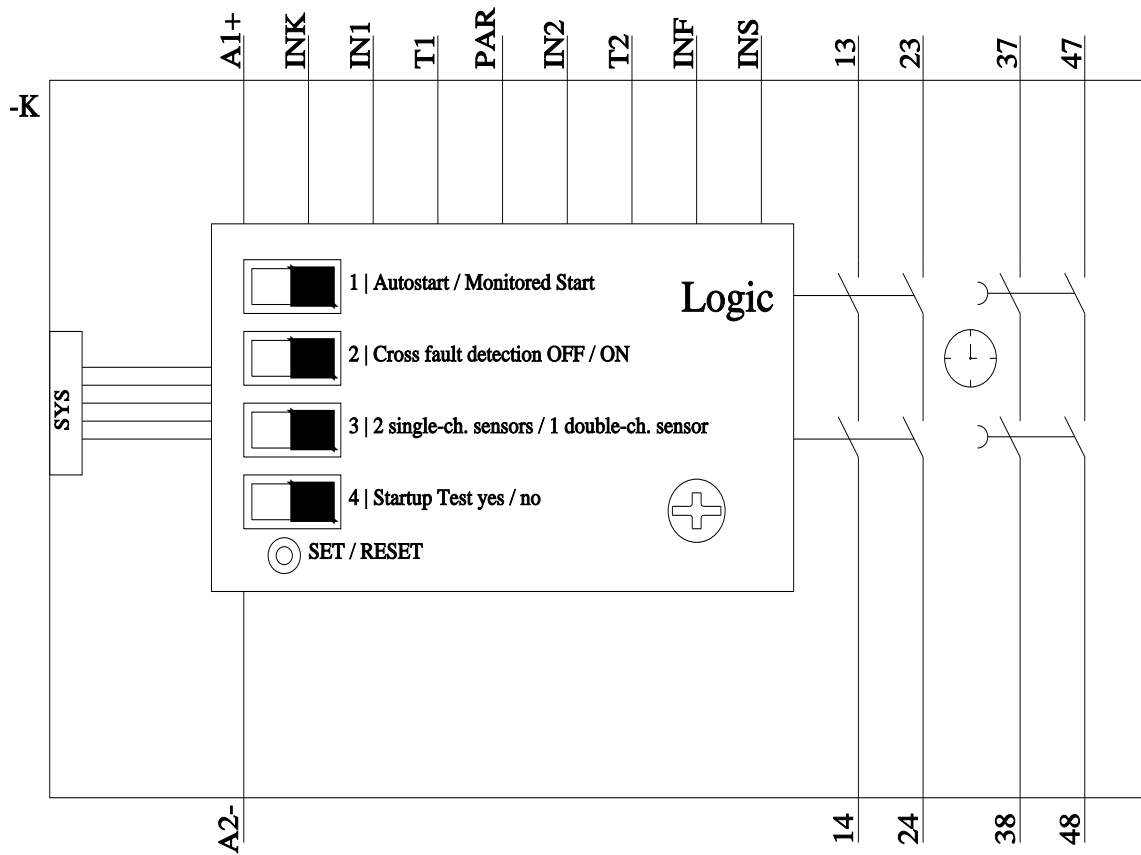 A1+
INK
IN1
T1
PAR
IN2
T2
INF
INS
13
23
37
47
-K
SYS
1 | Autostart / Monitored Start
Logic
2 | Cross fault detection OFF / ON
3 | 2 single-ch. sensors / 1 double-ch. sensor
4 | Startup Test yes / no
SET / RESET
A2-
14
24
38
48